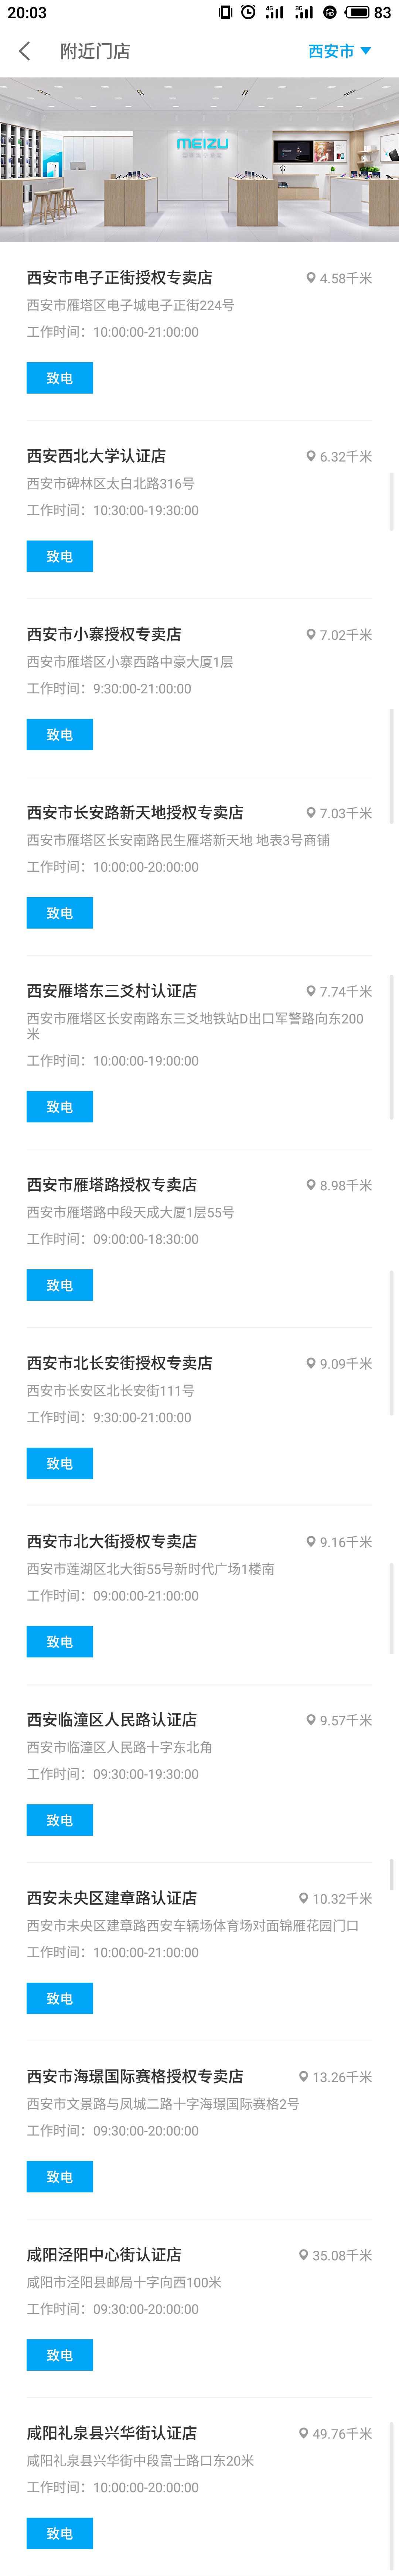 20:03
4G
3G
83
附近门店
西安市
MEIZU
西安市电子正街授权专卖店
4.58千米
西安市雁塔区电子城电子正街224号
工作时间：10:00:00-21:00:00
致电
西安西北大学认证店
6.32千米
西安市碑林区太白北路316号
工作时间：10:30:00-19:30:00
致电
西安市小寨授权专卖店
7.02千米
西安市雁塔区小寨西路中豪大厦1层
工作时间：9:30:00-21:00:00
致电
西安市长安路新天地授权专卖店
7.03千米
西安市雁塔区长安南路民生雁塔新天地 地表3号商铺
工作时间：10:00:00-20:00:00
致电
西安雁塔东三爻村认证店
7.74千米
西安市雁塔区长安南路东三爻地铁站D出口军警路向东200
米
工作时间：10:00:00-19:00:00
致电
西安市雁塔路授权专卖店
8.98千米
西安市雁塔路中段天成大厦1层55号
工作时间：09:00:00-18:30:00
致电
西安市北长安街授权专卖店
9.09千米
西安市长安区北长安街111号
工作时间：9:30:00-21:00:00
致电
西安市北大街授权专卖店
9.16千米
西安市莲湖区北大街55号新时代广场1楼南
工作时间：09:00:00-21:00:00
致电
西安临潼区人民路认证店
9.57千米
西安市临潼区人民路十字东北角
工作时间：09:30:00-19:30:00
致电
西安未央区建章路认证店
10.32千米
西安市未央区建章路西安车辆场体育场对面锦雁花园门口
工作时间：10:00:00-21:00:00
致电
西安市海璟国际赛格授权专卖店
13.26千米
西安市文景路与凤城二路十字海璟国际赛格2号
工作时间：09:30:00-20:00:00
致电
咸阳泾阳中心街认证店
35.08千米
咸阳市泾阳县邮局十字向西100米
工作时间：09:30:00-20:00:00
致电
咸阳礼泉县兴华街认证店
49.76千米
咸阳礼泉县兴华街中段富士路口东20米
工作时间：10:00:00-20:00:00
致电